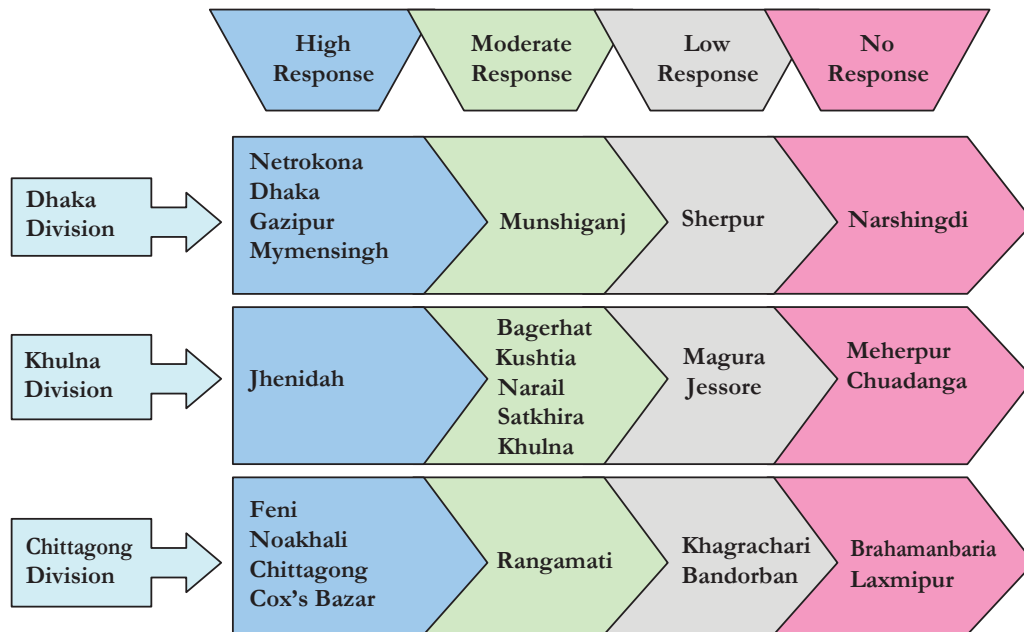 High
Response
Moderate
Response
Low
Response
No
Response
Dhaka
Division
Netrokona
Dhaka
Gazipur
Mymensingh
Munshiganj
Sherpur
Narshingdi
Khulna
Division
Jhenidah
Bagerhat
Kushtia
Narail
Satkhira
Khulna
Magura
Jessore
Meherpur
Chuadanga
Chittagong
Division
Feni
Noakhali
Chittagong
Cox's Bazar
Rangamati
Khagrachari
Bandorban
Brahamanbaria
Laxmipur